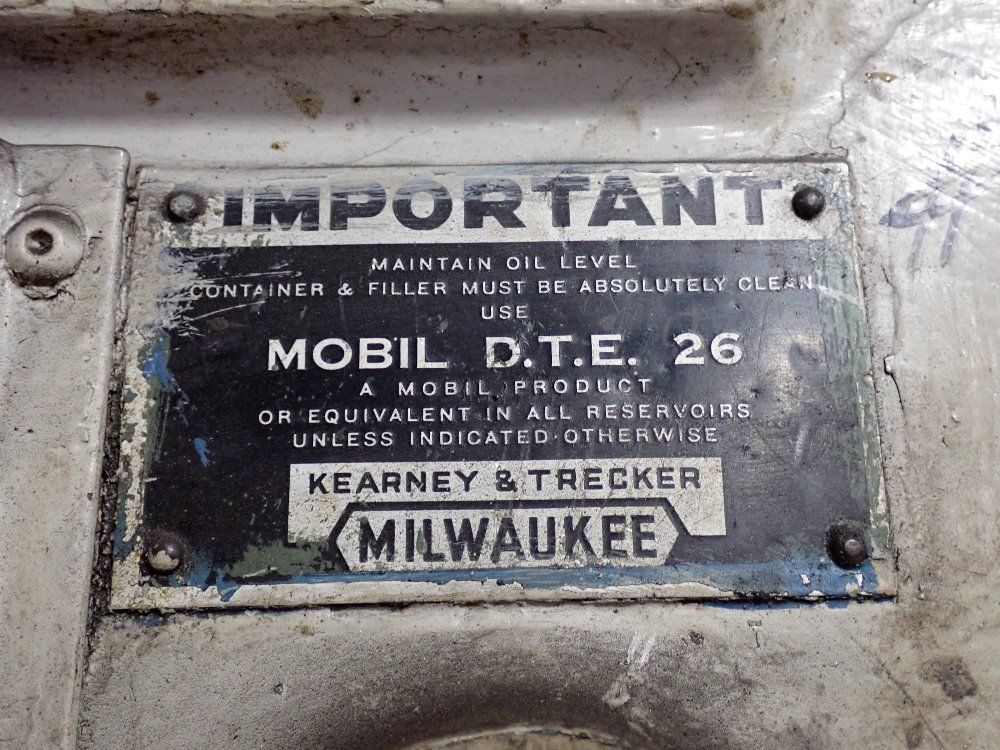 IMPORTANT
MAINTAIN OIL LEVEL
CONTAINER & FILLER MUST BE ABSOLUTELY CLEAN
USE
MOBIL D.T.E. 26
A MOBIL PRODUCT
OR EQUIVALENT IN ALL RESERVOIRS
UNLESS INDICATED OTHERWISE
KEARNEY & TRECKER
MILWAUKEE